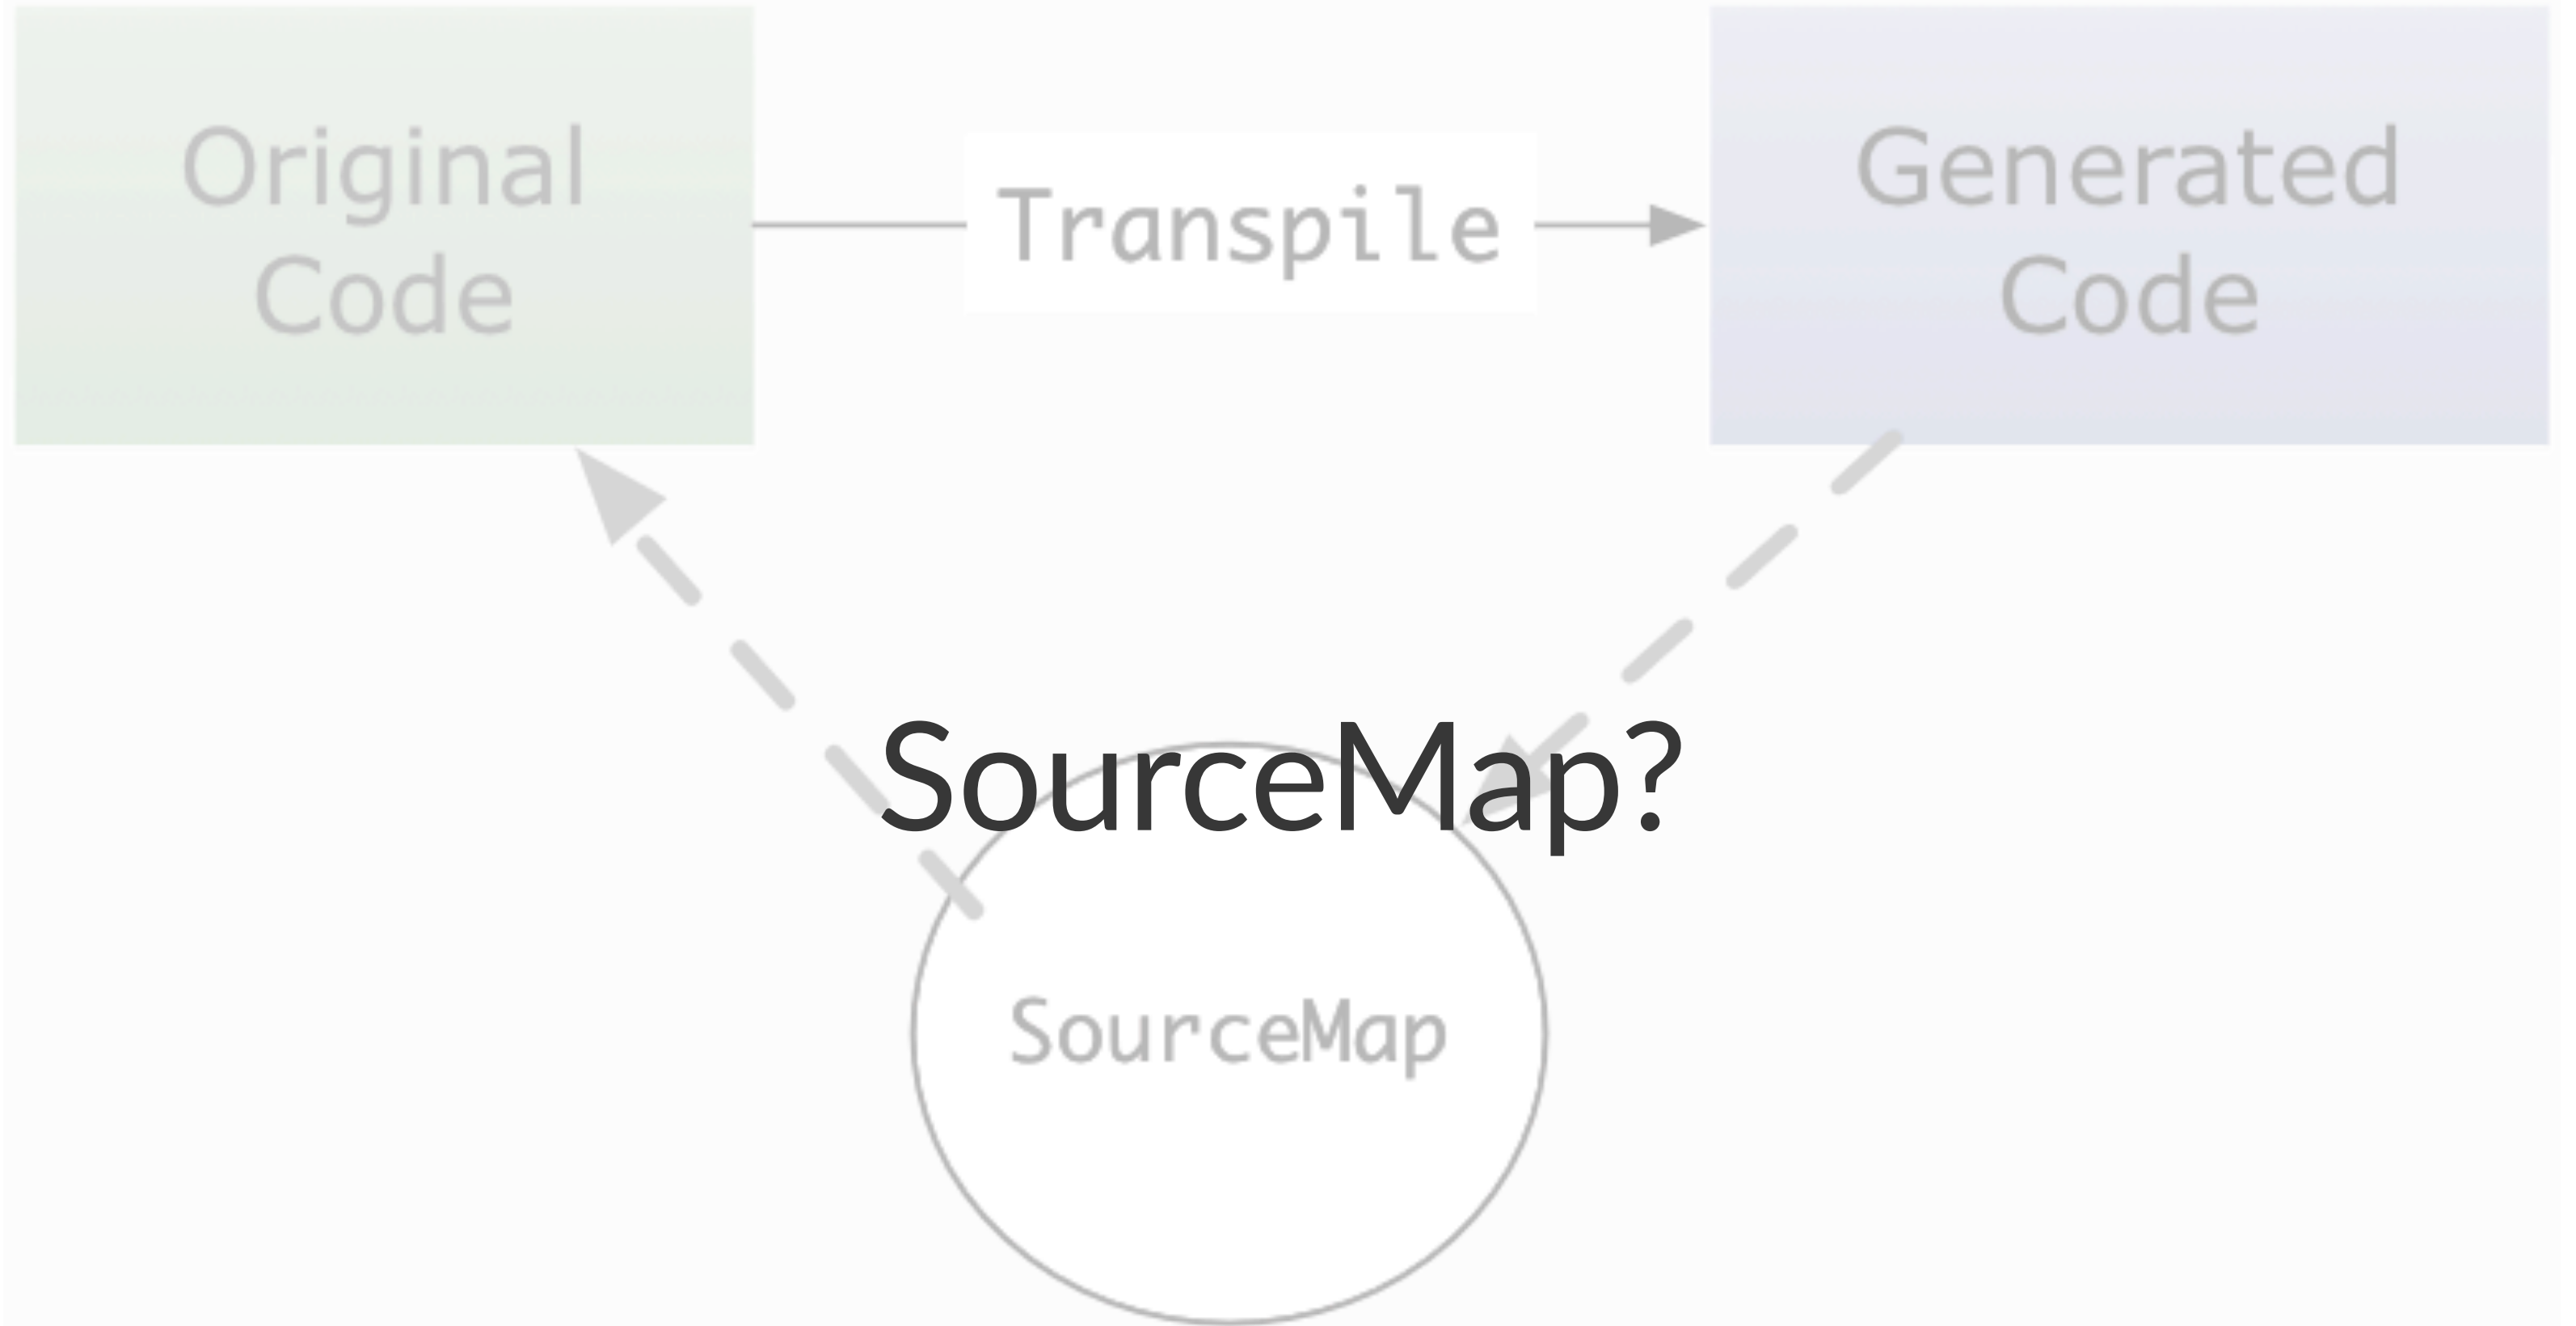 Original
Code
Transpile
Generated
Code
SourceMap?
SourceMap